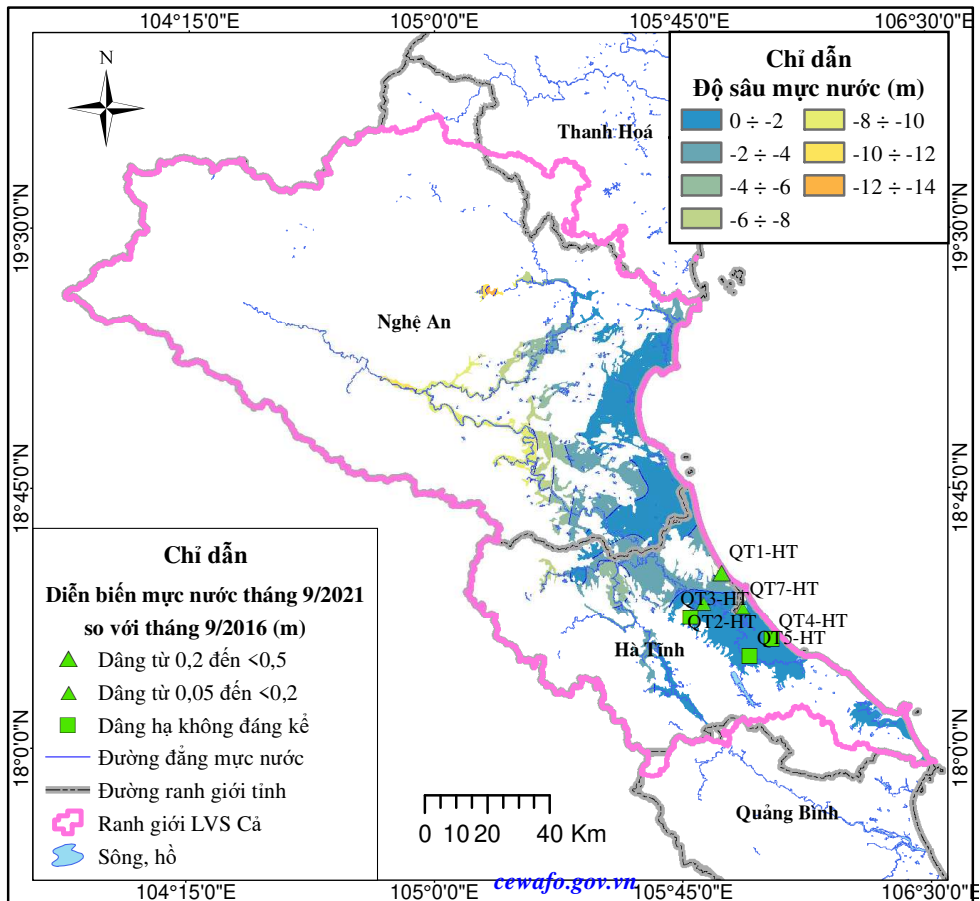 104°15'0"E 105°0'0"E 105°45'0"E 106°30'0"E
N
Chỉ dẫn
Độ sâu mực nước (m)
0 ÷ -2
-8 ÷ -10
-2 ÷ -4
-10 ÷ -12
-4 ÷ -6
-12 ÷ -14
-6 ÷ -8
Thanh Hoá
19°30'0"N
19°30'0"N
Nghệ An
18°45'0"N
18°45'0"N
QT1-HT
QT7-HT
QT3-HT
QT2-HT
QT4-HT
QT5-HT
Hà Tĩnh
Chỉ dẫn
Diễn biến mực nước tháng 9/2021
so với tháng 9/2016 (m)
Dâng từ 0,2 đến <0,5
Dâng từ 0,05 đến <0,2
Dâng hạ không đáng kể
Đường đẳng mực nước
Đường ranh giới tỉnh
Ranh giới LVS Cả
Sông, hồ
18°0'0"N
18°0'0"N
Quảng Bình
0 10 20 40 Km
cewafo.gov.vn
104°15'0"E 105°0'0"E 105°45'0"E 106°30'0"E